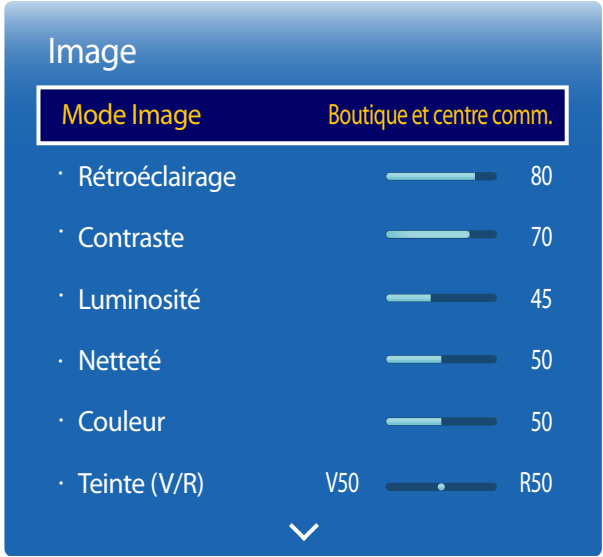 Image
Mode Image Boutique et centre comm.
· Rétroéclairage 80
· Contraste 70
· Luminosité 45
· Netteté 50
· Couleur 50
· Teinte (V/R) V50 R50